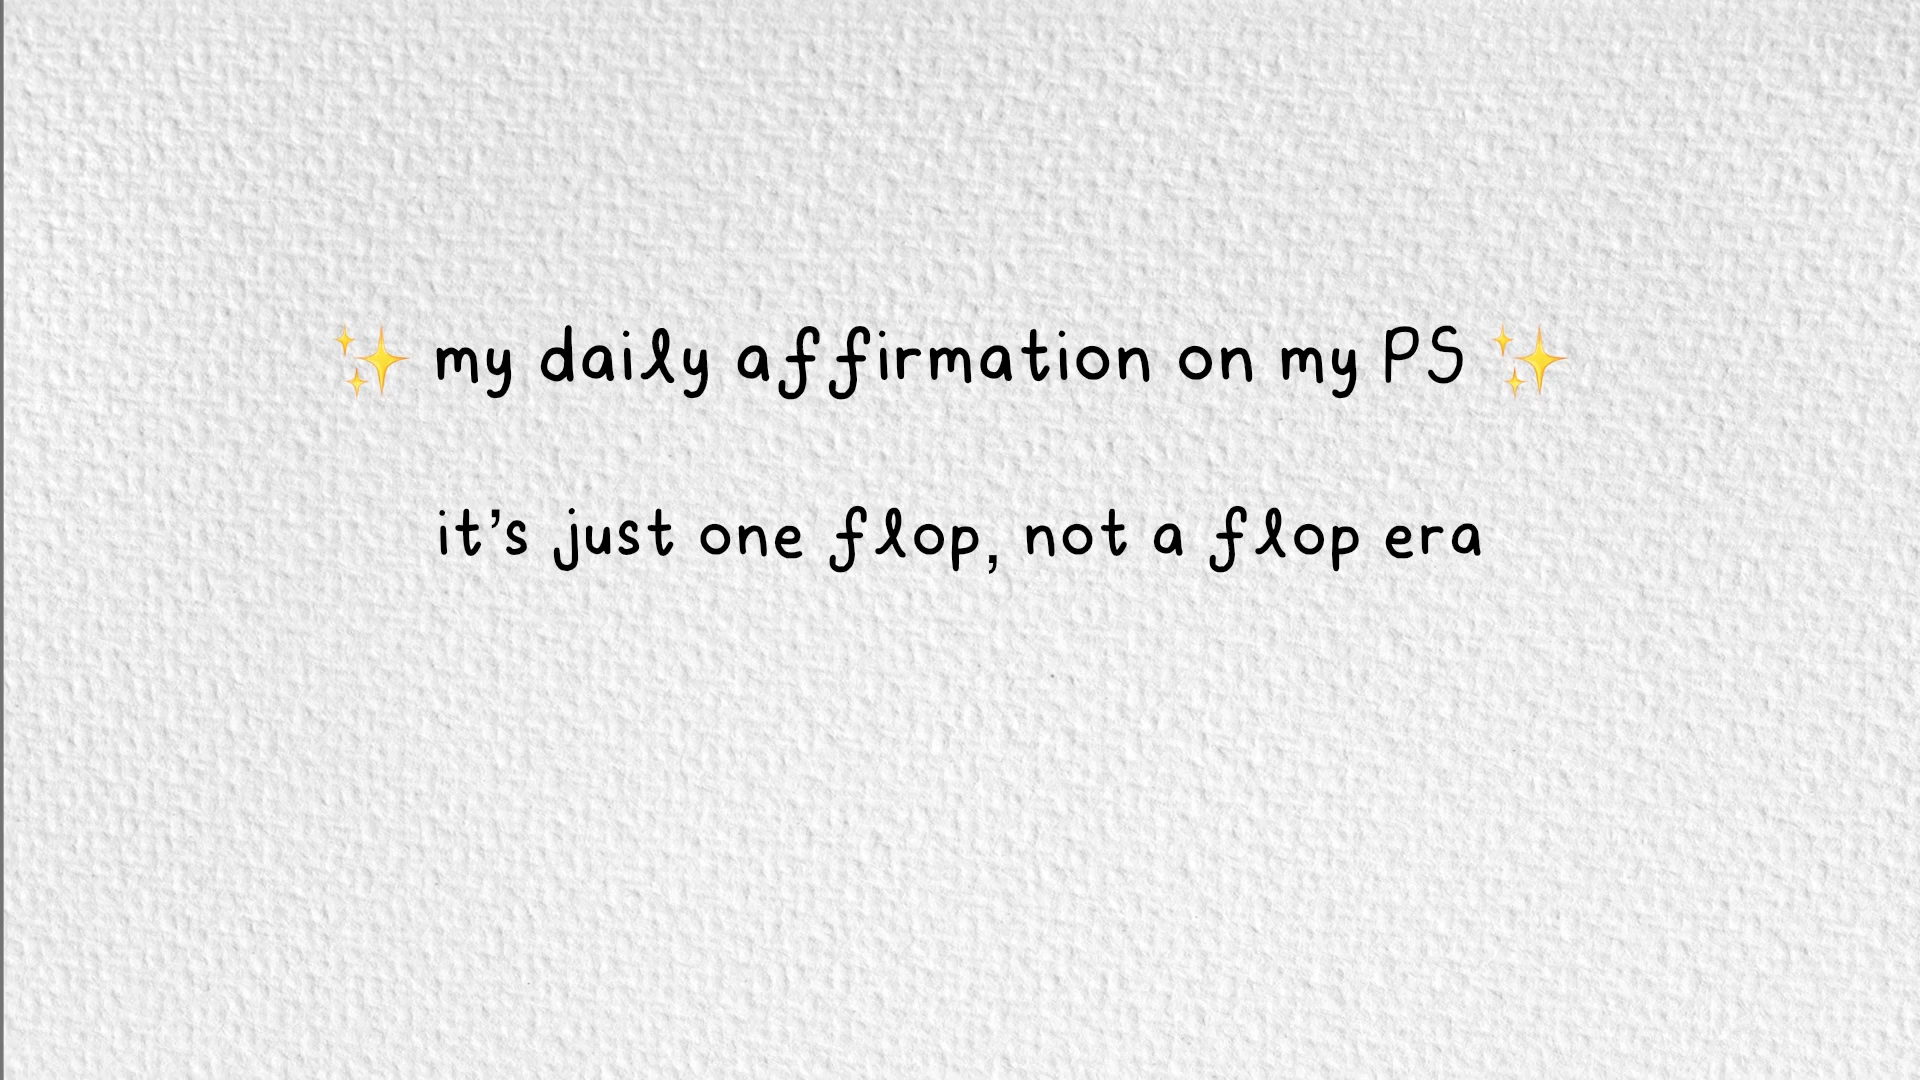 ✨ my daily affirmation on my PS ✨
it's just one flop, not a flop era